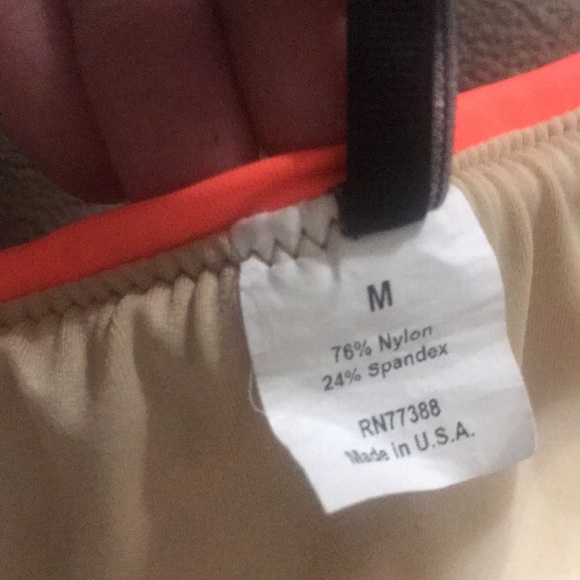 M
76% Nylon
24% Spandex
RN77388
Made in U.S.A.